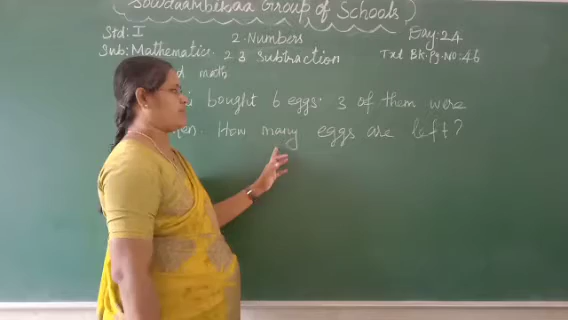 Sowdaambikaa Group of Schools
Std: I 2. Numbers Day: 24
Sub: Mathematics 2.3 Subtraction Txt Bk. Pg. No: 46
math
bought 6 eggs. 3 of them were
How many eggs are left?